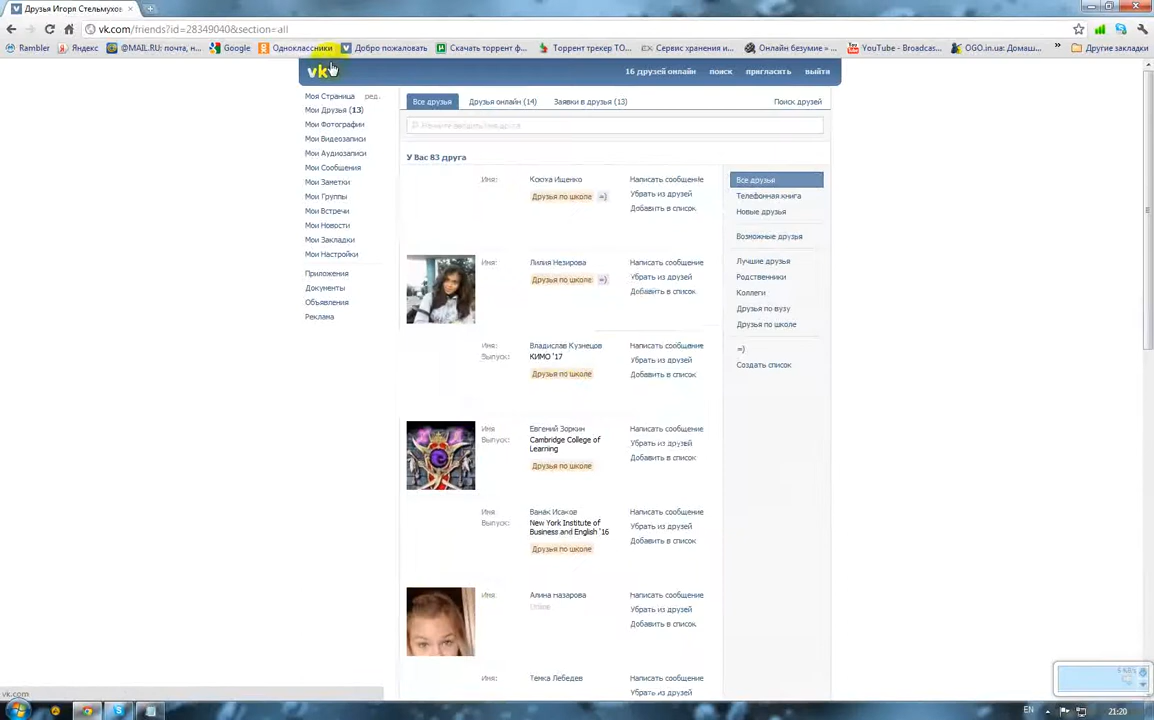 Друзья Игоря Стельмухов
vk.com/friends?id=28349040&section=all
Rambler
Яндекс
@MAIL.RU: почта, н...
Google
Одноклассники
Добро пожаловать
Скачать торрент ф...
Торрент трекер ТО...
Сервис хранения и...
Онлайн безумие » ...
YouTube - Broadcas...
OGO.in.ua: Домаш...
»
Другие закладки
vk
16 друзей онлайн
поиск
пригласить
выйти
Моя Страница ред.
Мои Друзья (13)
Мои Фотографии
Мои Видеозаписи
Мои Аудиозаписи
Мои Сообщения
Мои Заметки
Мои Группы
Мои Встречи
Мои Новости
Мои Закладки
Мои Настройки
Приложения
Документы
Объявления
Реклама
Все друзья
Друзья онлайн (14)
Заявки в друзья (13)
Поиск друзей
У Вас 83 друга
Имя: Ксюха Ищенко
Друзья по школе =)
Написать сообщение
Убрать из друзей
Добавить в список
Имя: Лилия Незирова
Друзья по школе =)
Написать сообщение
Убрать из друзей
Добавить в список
Имя: Владислав Кузнецов
Выпуск: КИМО '17
Друзья по школе
Написать сообщение
Убрать из друзей
Добавить в список
Имя Евгений Зоркин
Выпуск: Cambridge College of
Learning
Друзья по школе
Написать сообщение
Убрать из друзей
Добавить в список
Имя Ванак Исаков
Выпуск: New York Institute of
Business and English '16
Друзья по школе
Написать сообщение
Убрать из друзей
Добавить в список
Имя: Алина Назарова
Online
Написать сообщение
Убрать из друзей
Добавить в список
Имя: Темка Лебедев
Написать сообщение
Убрать из друзей
Все друзья
Телефонная книга
Новые друзья
Возможные друзья
Лучшие друзья
Родственники
Коллеги
Друзья по вузу
Друзья по школе
=)
Создать список
vk.com
EN
21:20